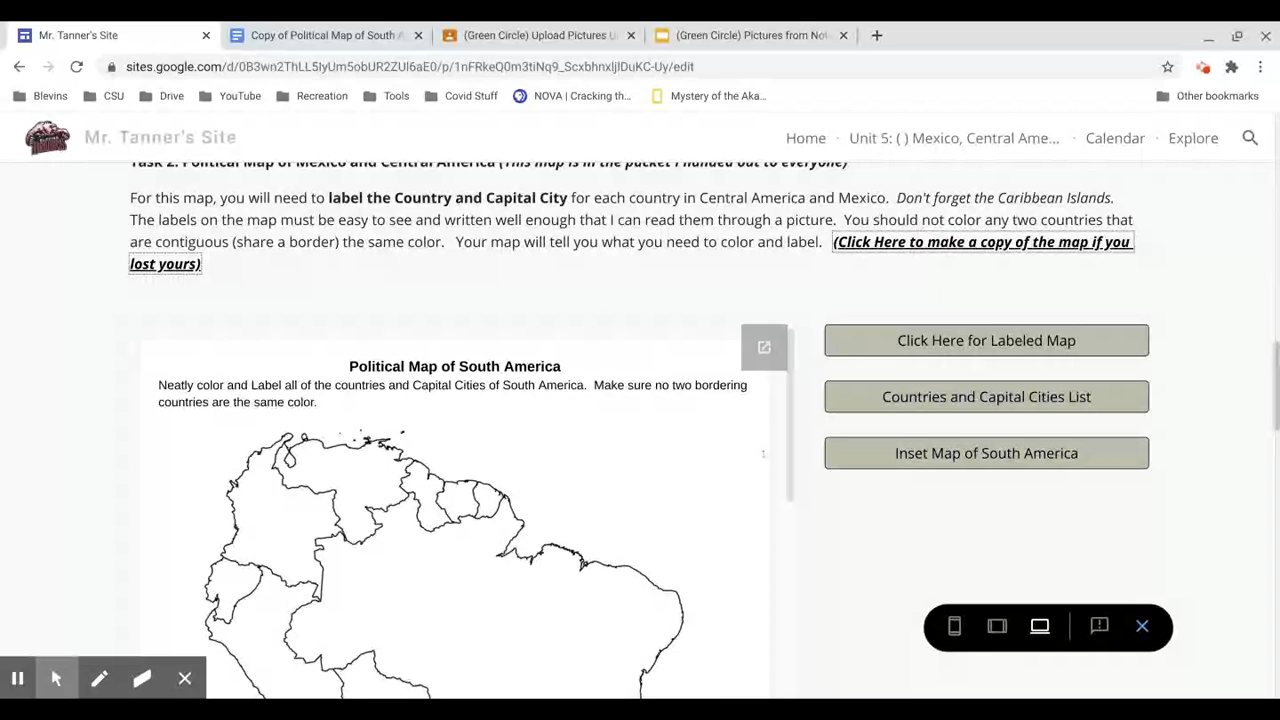 Mr. Tanner's Site
Copy of Political Map of South A
(Green Circle) Upload Pictures U
(Green Circle) Pictures from Not
sites.google.com/d/0B3wn2ThLL5IyUm5obUR2ZUl6aE0/p/1nFRkeQ0m3tiNq9_ScxbhnxljlDuKC-Uy/edit
Blevins
CSU
Drive
YouTube
Recreation
Tools
Covid Stuff
NOVA | Cracking th...
Mystery of the Aka...
Other bookmarks
Mr. Tanner's Site
Home
Unit 5: ( ) Mexico, Central Ame...
Calendar
Explore
Task 2: Political Map of Mexico and Central America (This map is in the packet I handed out to everyone)
For this map, you will need to label the Country and Capital City for each country in Central America and Mexico. Don't forget the Caribbean Islands.
The labels on the map must be easy to see and written well enough that I can read them through a picture. You should not color any two countries that
are contiguous (share a border) the same color. Your map will tell you what you need to color and label. (Click Here to make a copy of the map if you
lost yours)
Political Map of South America
Neatly color and Label all of the countries and Capital Cities of South America. Make sure no two bordering
countries are the same color.
Click Here for Labeled Map
Countries and Capital Cities List
Inset Map of South America